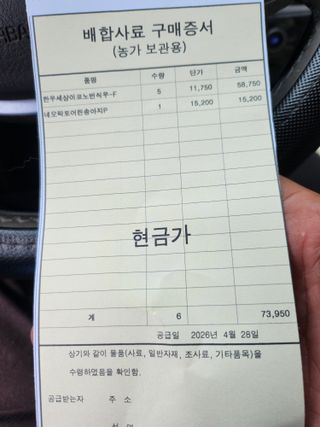 배합사료 구매증서
(농가 보관용)
품명 수량 단가 금액
한우세상이코노번식우-F 5 11,750 58,750
네오락토어린송아지P 1 15,200 15,200
현금가
계 6 73,950
공급일 2026년 4월 28일
상기와 같이 물품(사료, 일반자재, 조사료, 기타품목)을
수령하였음을 확인함.
공급받는자 주 소